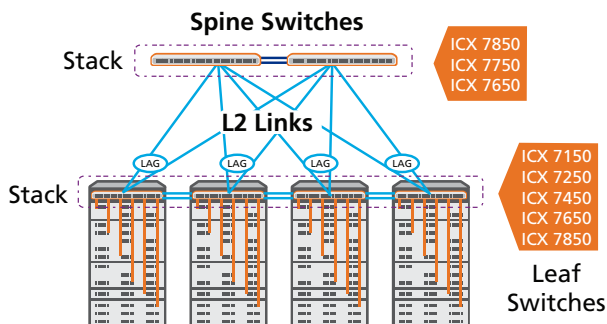 Spine Switches
Stack
ICX 7850
ICX 7750
ICX 7650
L2 Links
LAG
LAG
LAG
LAG
Stack
ICX 7150
ICX 7250
ICX 7450
ICX 7650
ICX 7850
Leaf
Switches